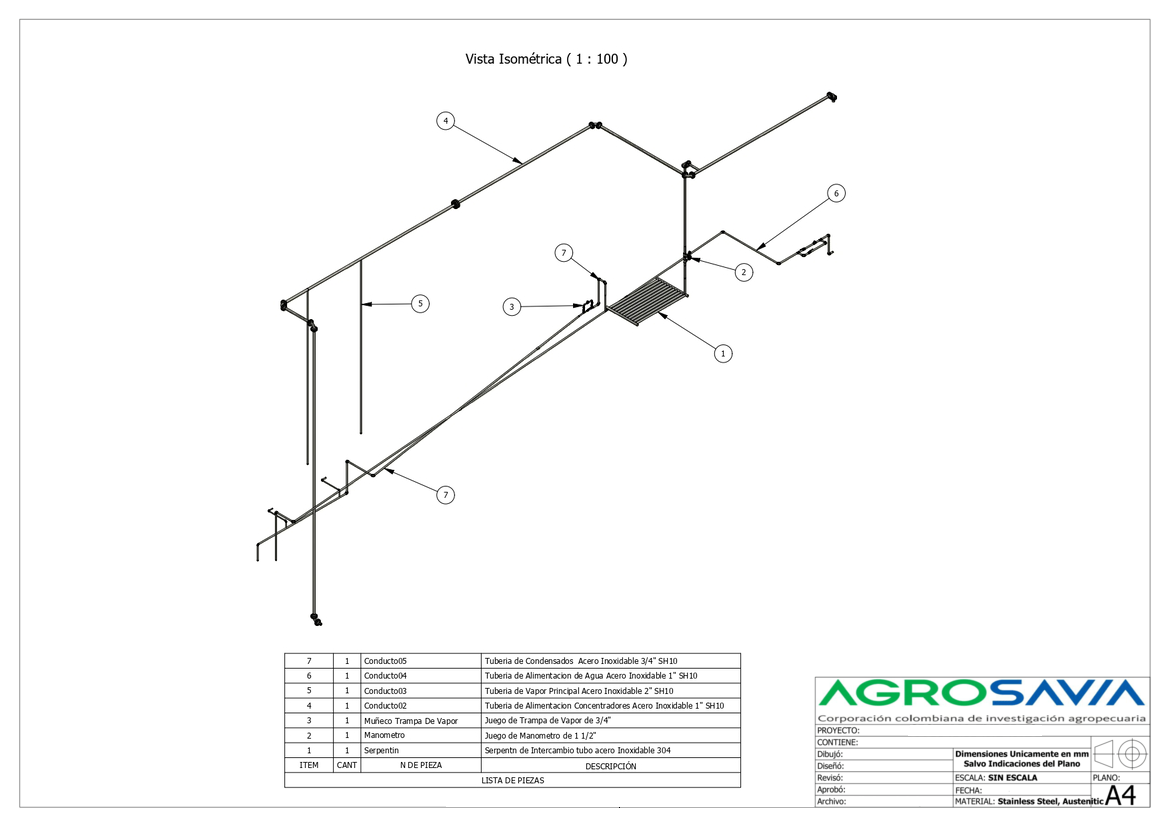 Vista Isométrica ( 1 : 100 )
4
6
7
2
3
5
1
7
7 1 Conducto05 Tuberia de Condensados Acero Inoxidable 3/4" SH10
6 1 Conducto04 Tuberia de Alimentacion de Agua Acero Inoxidable 1" SH10
5 1 Conducto03 Tuberia de Vapor Principal Acero Inoxidable 2" SH10
4 1 Conducto02 Tuberia de Alimentacion Concentradores Acero Inoxidable 1" SH10
3 1 Muñeco Trampa De Vapor Juego de Trampa de Vapor de 3/4"
2 1 Manometro Juego de Manometro de 1 1/2"
1 1 Serpentin Serpentn de Intercambio tubo acero Inoxidable 304
ITEM CANT N DE PIEZA DESCRIPCIÓN
LISTA DE PIEZAS
AGROSAVIA
Corporación colombiana de investigación agropecuaria
PROYECTO:
CONTIENE:
Dibujó: Dimensiones Unicamente en mm
Diseñó: Salvo Indicaciones del Plano
Revisó: ESCALA: SIN ESCALA PLANO:
Aprobó: FECHA: A4
Archivo: MATERIAL: Stainless Steel, Austenitic